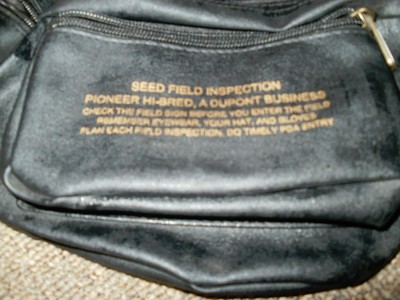 SEED FIELD INSPECTION
PIONEER HI-BRED, A DUPONT BUSINESS
CHECK THE FIELD SIGN BEFORE YOU ENTER THE FIELD
REMEMBER EYEWEAR, YOUR HAT, AND GLOVES
PLAN EACH FIELD INSPECTION, DO TIMELY PDA ENTRY